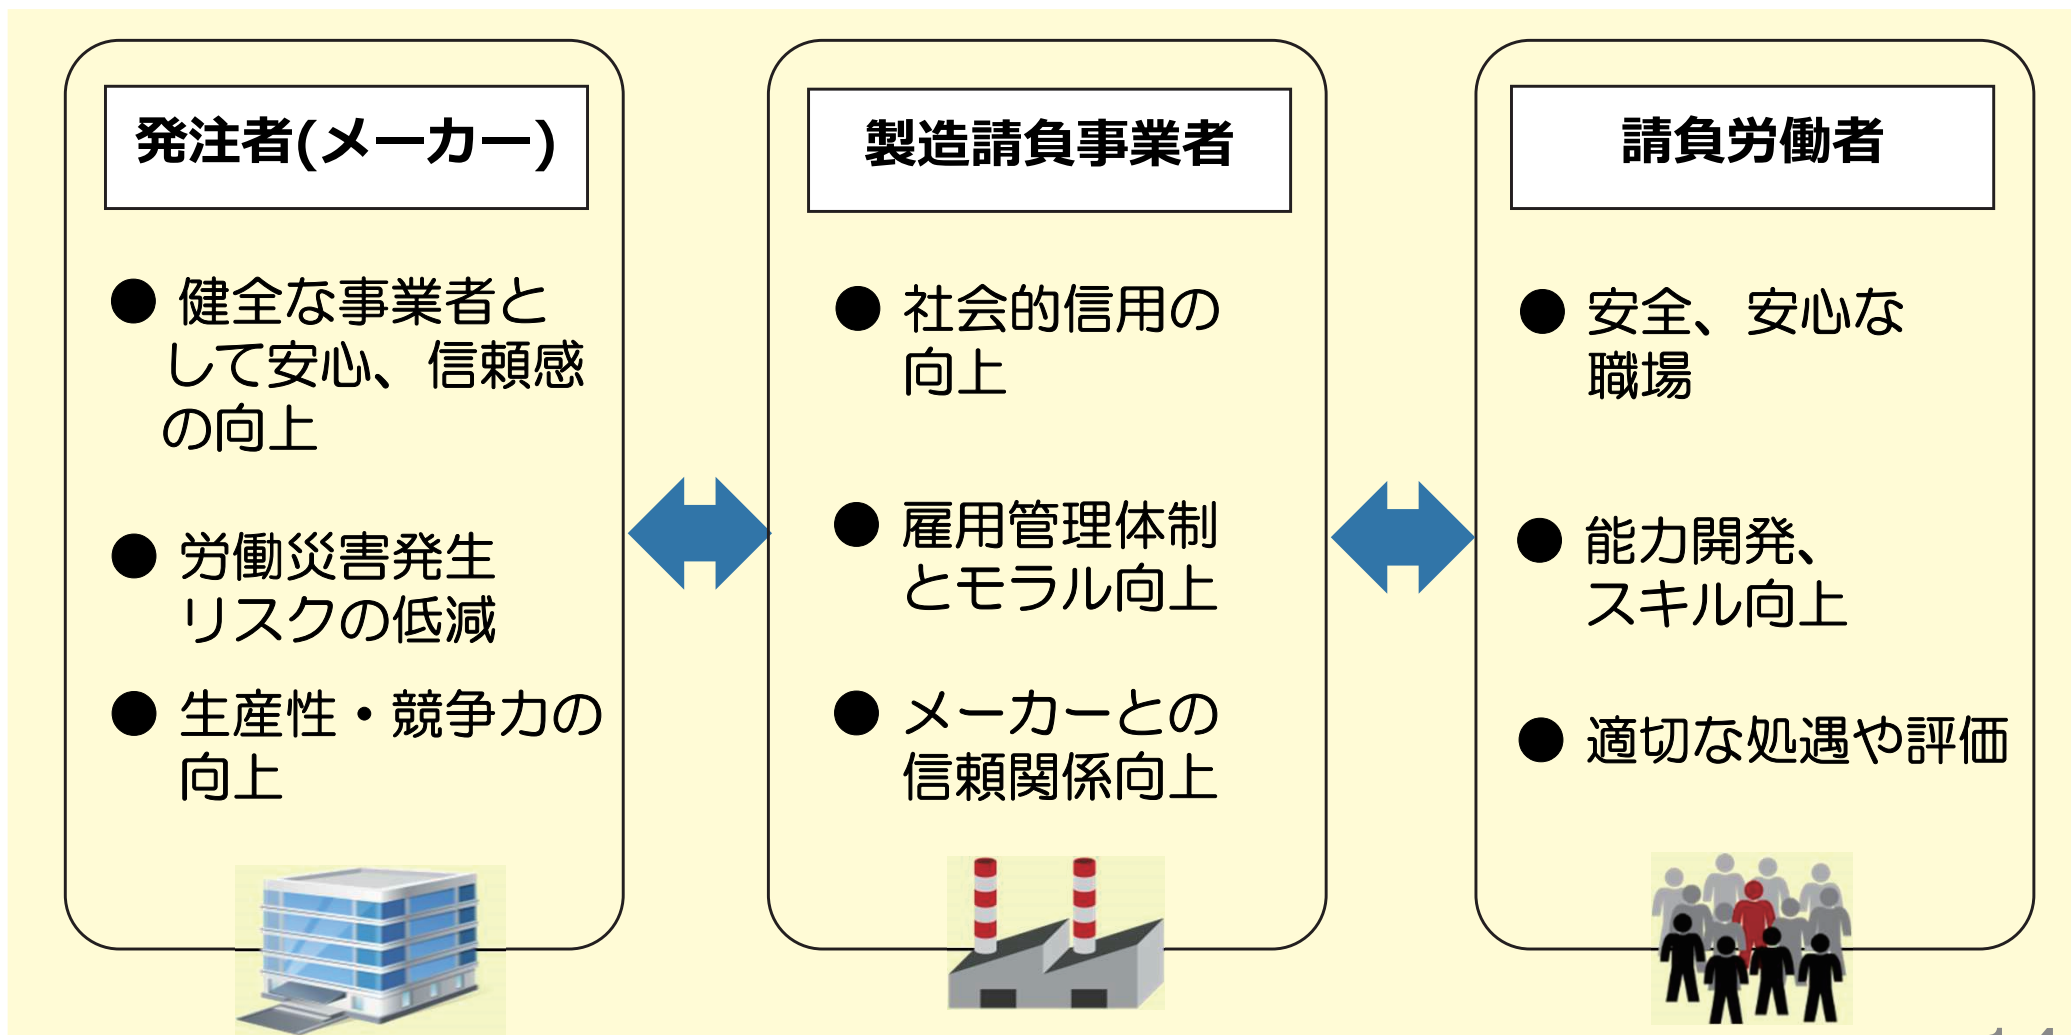 発注者(メーカー)
● 健全な事業者と
して安心、信頼感
の向上
● 労働災害発生
リスクの低減
● 生産性・競争力の
向上
製造請負事業者
● 社会的信用の
向上
● 雇用管理体制
とモラル向上
● メーカーとの
信頼関係向上
請負労働者
● 安全、安心な
職場
● 能力開発、
スキル向上
● 適切な処遇や評価